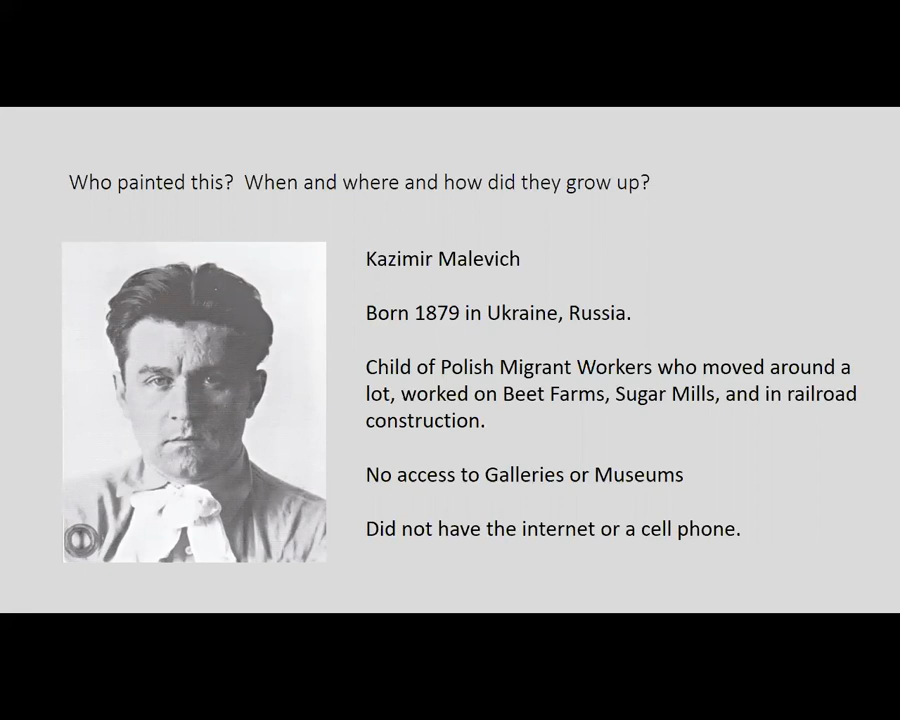 Who painted this? When and where and how did they grow up?
Kazimir Malevich
Born 1879 in Ukraine, Russia.
Child of Polish Migrant Workers who moved around a
lot, worked on Beet Farms, Sugar Mills, and in railroad
construction.
No access to Galleries or Museums
Did not have the internet or a cell phone.